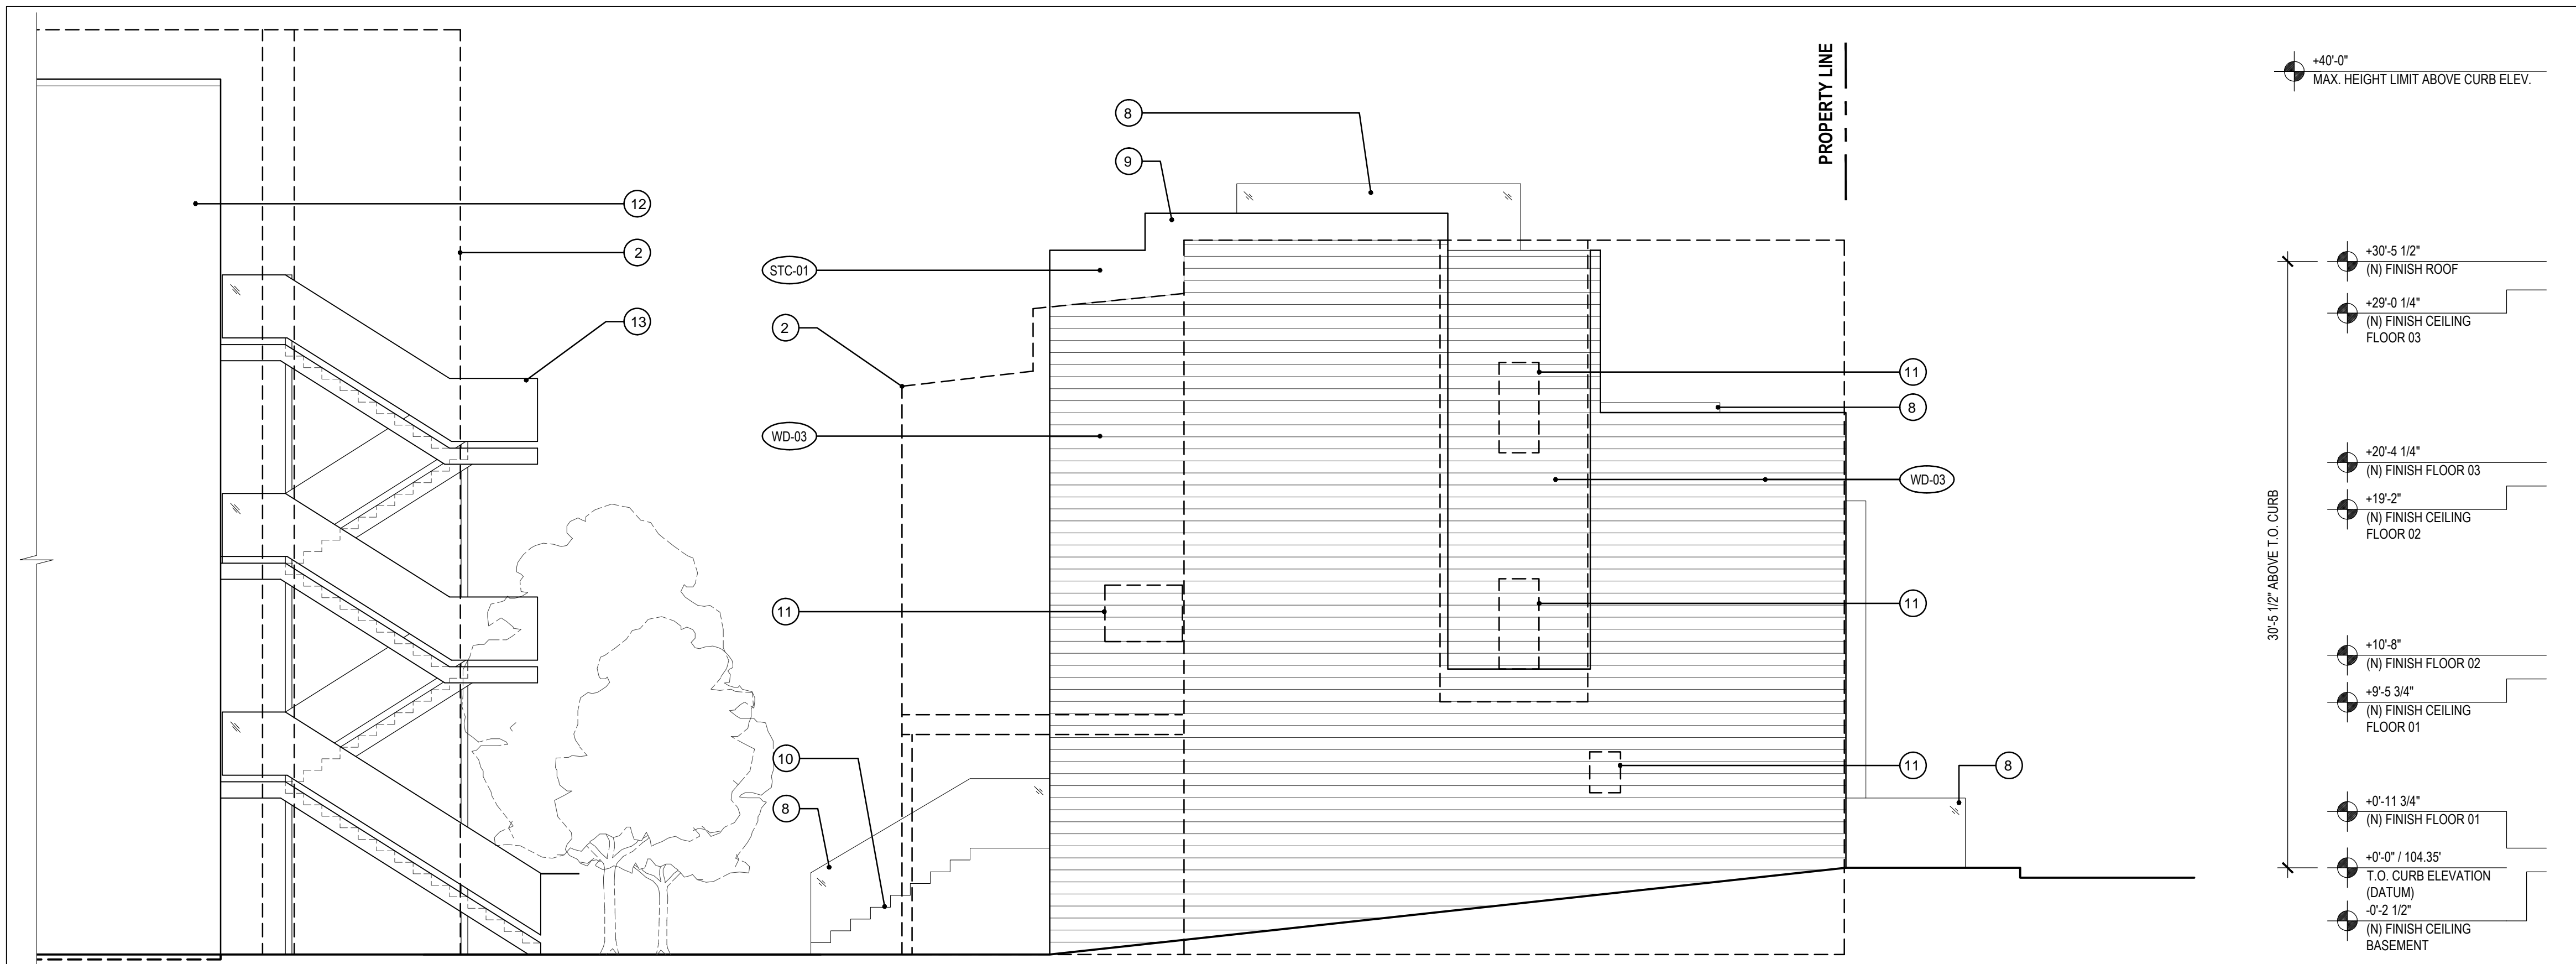 PROPERTY LINE
+40'-0"
MAX. HEIGHT LIMIT ABOVE CURB ELEV.
8
9
12
2
STC-01
13
2
WD-03
11
8
WD-03
11
11
10
11
8
8
+30'-5 1/2"
(N) FINISH ROOF
+29'-0 1/4"
(N) FINISH CEILING
FLOOR 03
+20'-4 1/4"
(N) FINISH FLOOR 03
+19'-2"
(N) FINISH CEILING
FLOOR 02
30'-5 1/2" ABOVE T.O. CURB
+10'-8"
(N) FINISH FLOOR 02
+9'-5 3/4"
(N) FINISH CEILING
FLOOR 01
+0'-11 3/4"
(N) FINISH FLOOR 01
+0'-0" / 104.35'
T.O. CURB ELEVATION
(DATUM)
-0'-2 1/2"
(N) FINISH CEILING
BASEMENT